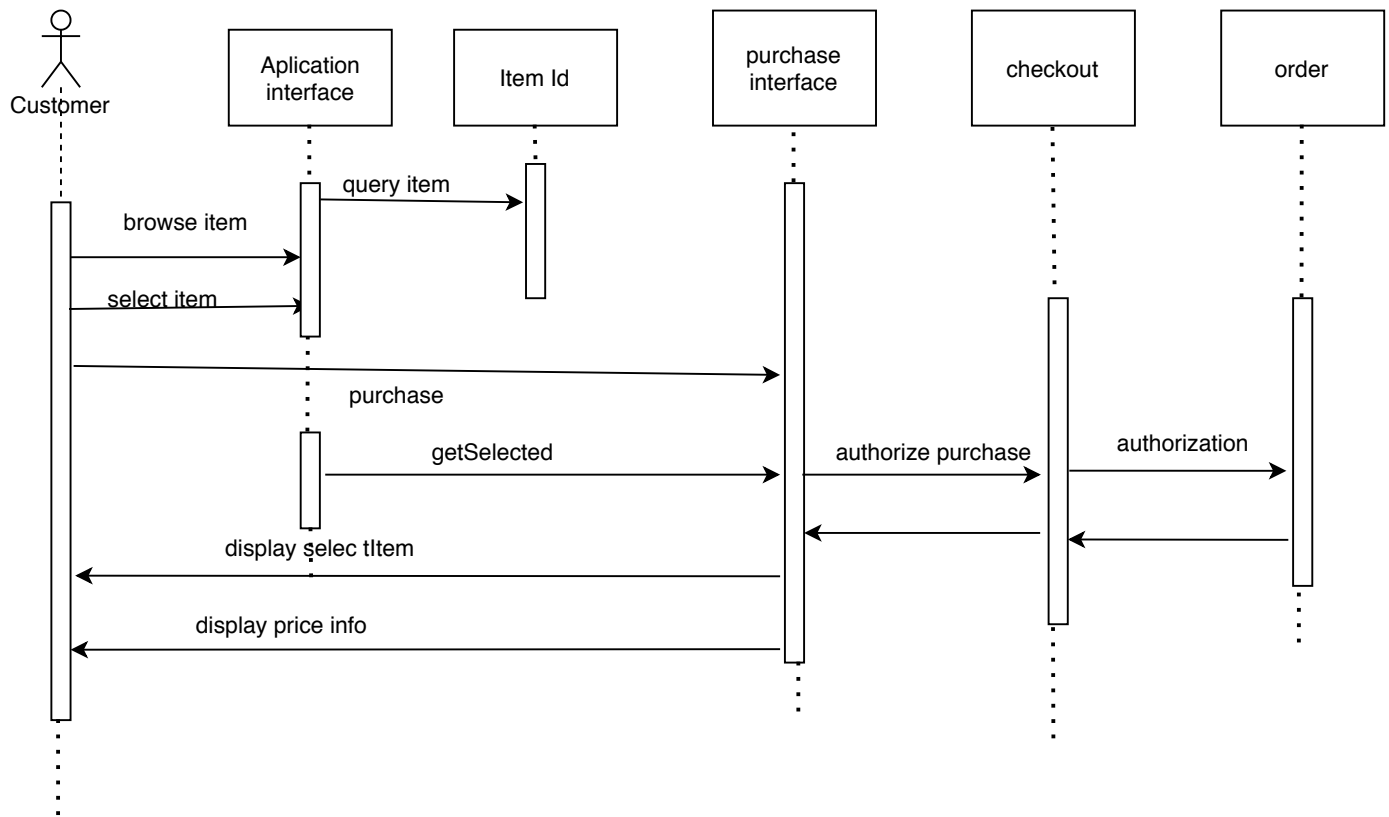 Customer
Aplication
interface
Item Id
purchase
interface
checkout
order
query item
browse item
select item
purchase
getSelected
authorize purchase
authorization
display selec tItem
display price info